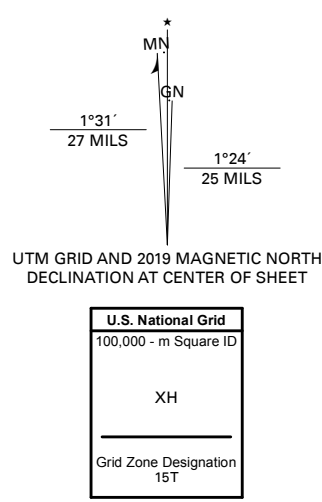 ★
MN
GN
1°31´
27 MILS
1°24´
25 MILS
UTM GRID AND 2019 MAGNETIC NORTH
DECLINATION AT CENTER OF SHEET
U.S. National Grid
100,000 - m Square ID
XH
Grid Zone Designation
15T